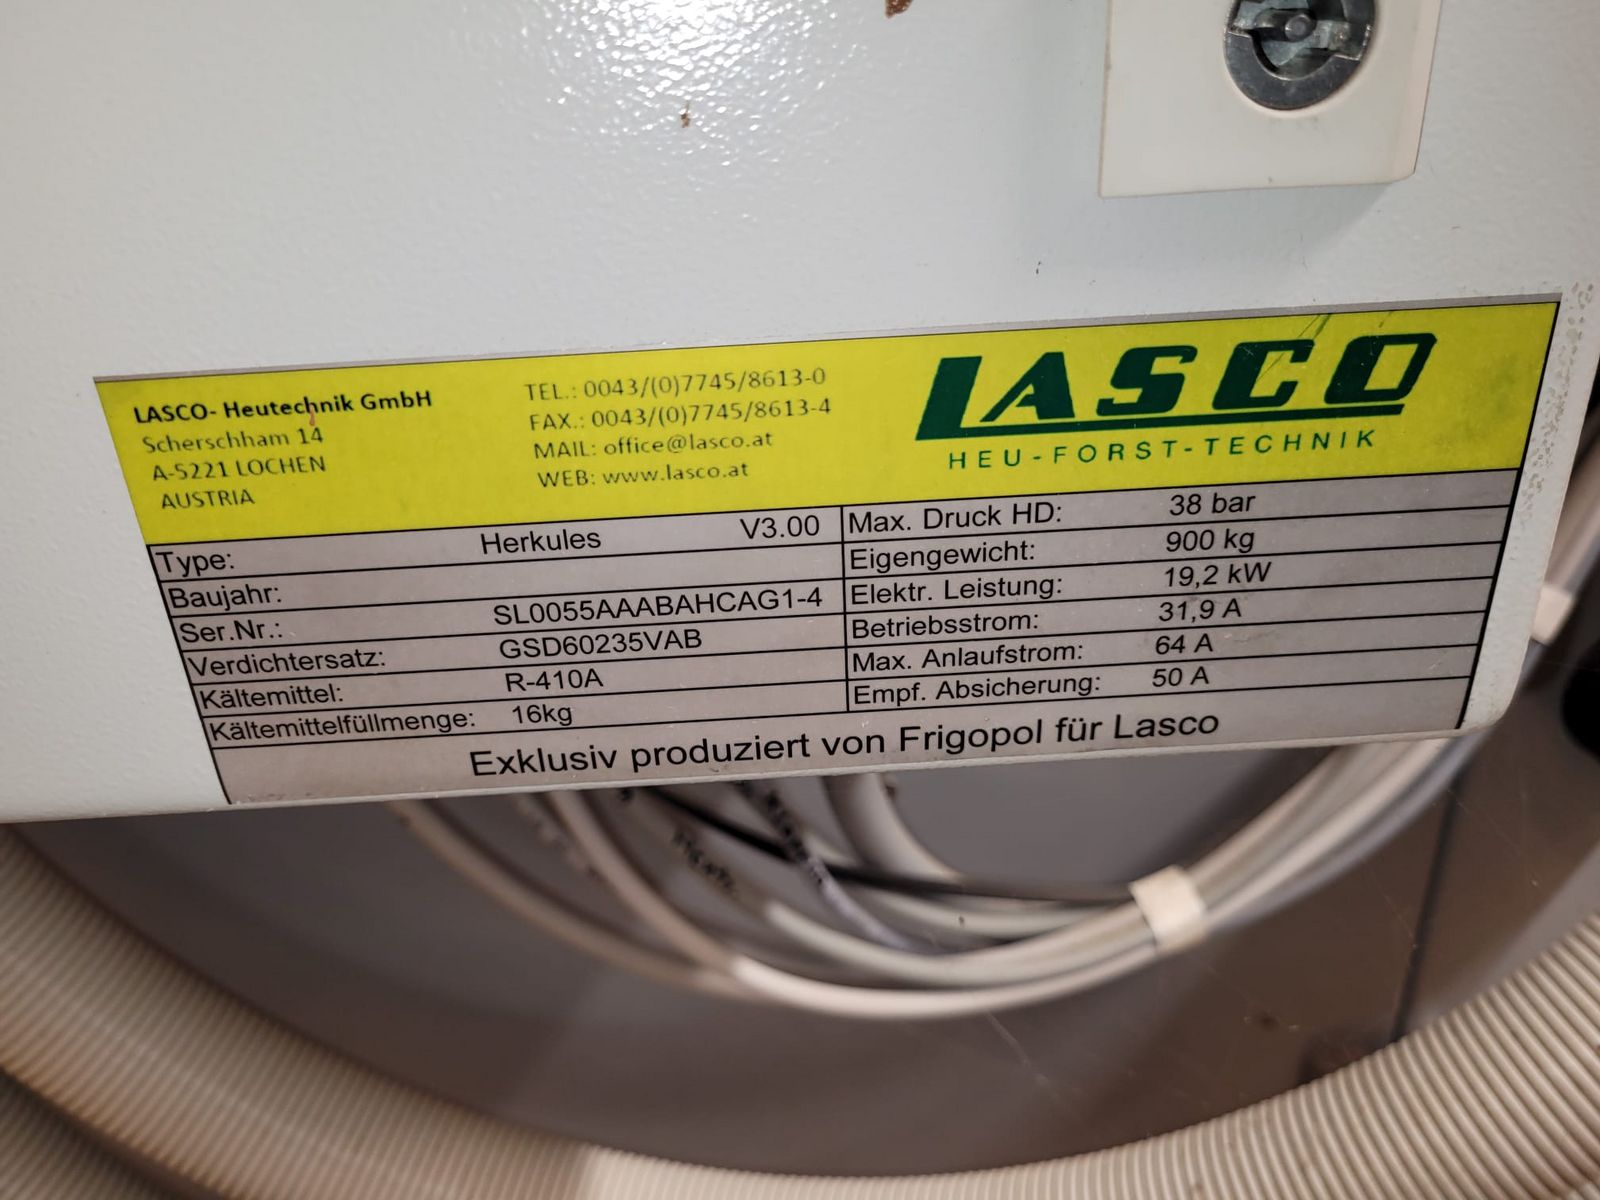 LASCO- Heutechnik GmbH
Scherschham 14
A-5221 LOCHEN
AUSTRIA
TEL.: 0043/(0)7745/8613-0
FAX.: 0043/(0)7745/8613-4
MAIL: office@lasco.at
WEB: www.lasco.at
LASCO
HEU-FORST-TECHNIK
Type: Herkules V3.00
Baujahr:
Ser.Nr.: SL0055AAABAHCAG1-4
Verdichtersatz: GSD60235VAB
Kältemittel: R-410A
Kältemittelfüllmenge: 16kg
Max. Druck HD: 38 bar
Eigengewicht: 900 kg
Elektr. Leistung: 19,2 kW
Betriebsstrom: 31,9 A
Max. Anlaufstrom: 64 A
Empf. Absicherung: 50 A
Exklusiv produziert von Frigopol für Lasco